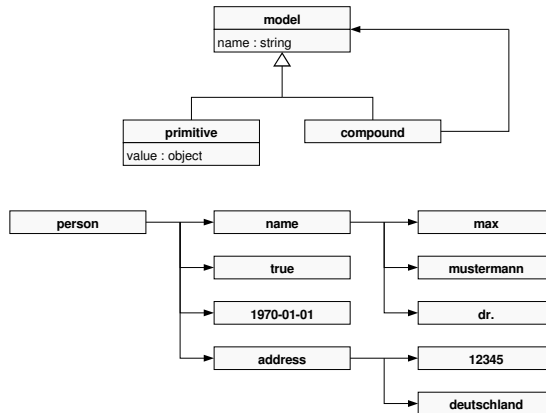 model
name : string
primitive
compound
value : object
person
name
max
true
mustermann
1970-01-01
dr.
address
12345
deutschland